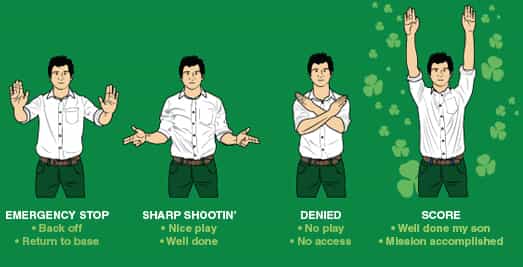 EMERGENCY STOP
• Back off
• Return to base
SHARP SHOOTIN'
• Nice play
• Well done
DENIED
• No play
• No access
SCORE
• Well done my son
• Mission accomplished